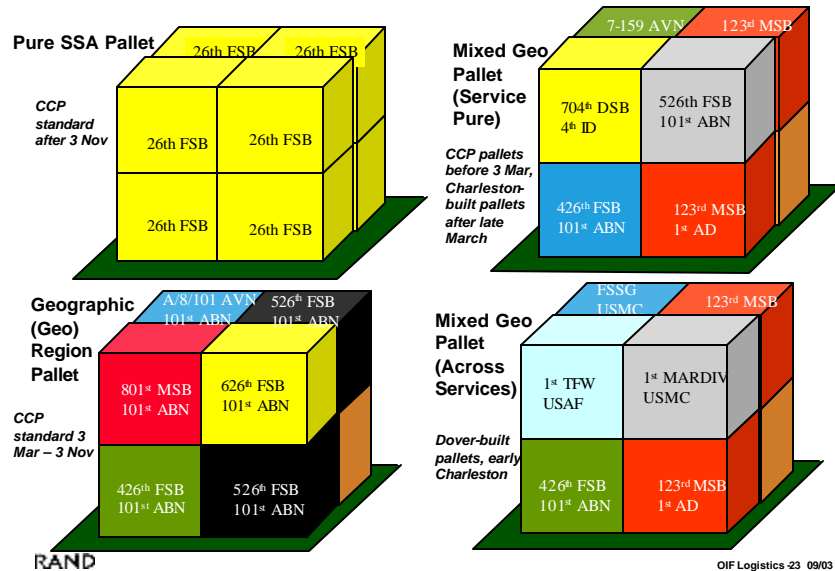 Pure SSA Pallet
CCP
standard
after 3 Nov
26th FSB
26th FSB
26th FSB
26th FSB
26th FSB
26th FSB
Mixed Geo
Pallet
(Service
Pure)
CCP pallets
before 3 Mar,
Charleston-
built pallets
after late
March
7-159 AVN
123rd MSB
704th DSB
4th ID
526th FSB
101st ABN
426th FSB
101st ABN
123rd MSB
1st AD
Geographic
(Geo)
Region
Pallet
CCP
standard 3
Mar – 3 Nov
A/8/101 AVN
101st ABN
526th FSB
101st ABN
801st MSB
101st ABN
626th FSB
101st ABN
426th FSB
101st ABN
526th FSB
101st ABN
Mixed Geo
Pallet
(Across
Services)
Dover-built
pallets, early
Charleston
FSSG
USMC
123rd MSB
1st TFW
USAF
1st MARDIV
USMC
426th FSB
101st ABN
123rd MSB
1st AD
RAND
OIF Logistics -23 09/03